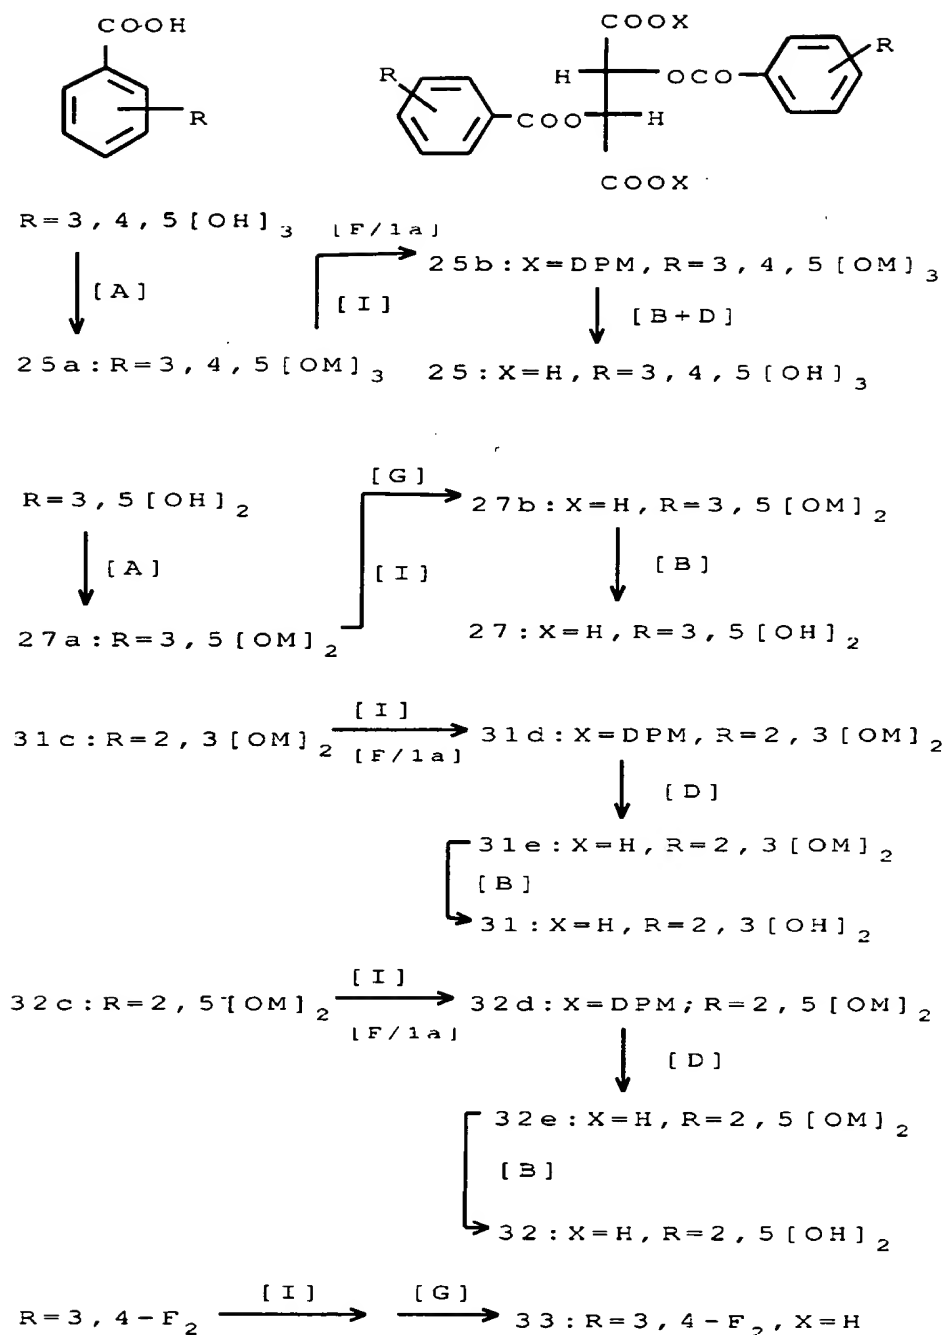 COOH
R
COOX
R
H
OCO
R
COO
H
COOX
R=3,4,5[OH]₃
[A]
25a:R=3,4,5[OM]₃
[F/1a]
[I]
25b:X=DPM,R=3,4,5[OM]₃
[B+D]
25:X=H,R=3,4,5[OH]₃
R=3,5[OH]₂
[A]
27a:R=3,5[OM]₂
[G]
[I]
27b:X=H,R=3,5[OM]₂
[B]
27:X=H,R=3,5[OH]₂
31c:R=2,3[OM]₂
[I]
[F/1a]
31d:X=DPM,R=2,3[OM]₂
[D]
31e:X=H,R=2,3[OM]₂
[B]
31:X=H,R=2,3[OH]₂
32c:R=2,5[OM]₂
[I]
[F/1a]
32d:X=DPM;R=2,5[OM]₂
[D]
32e:X=H,R=2,5[OM]₂
[B]
32:X=H,R=2,5[OH]₂
R=3,4-F₂
[I]
[G]
33:R=3,4-F₂,X=H